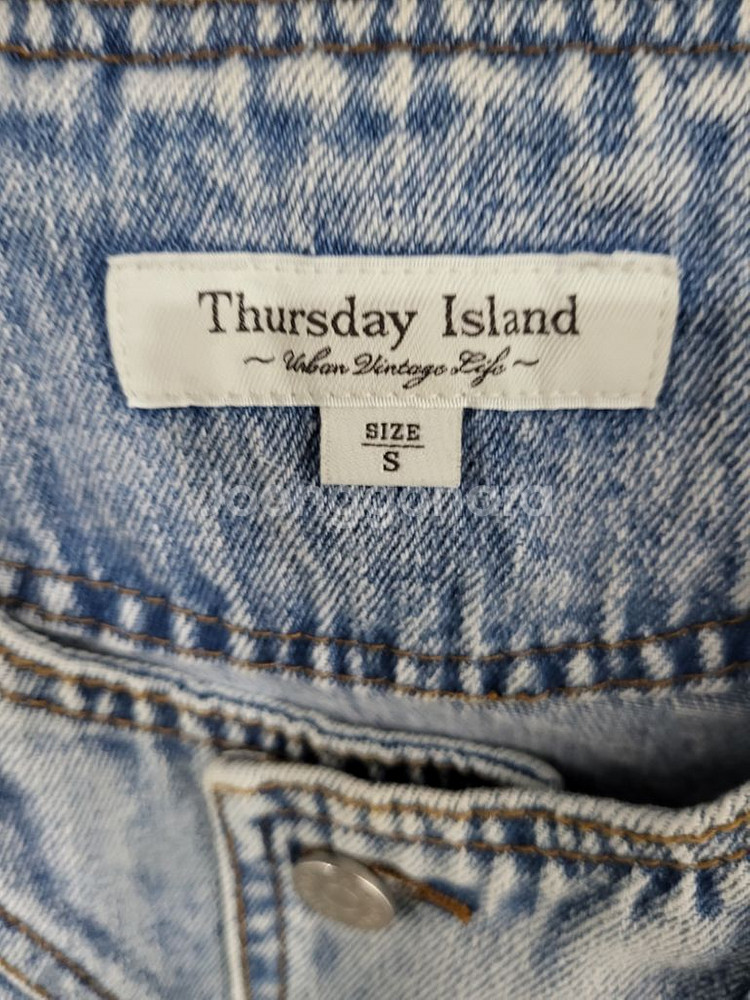 Thursday Island
~ Urban Vintage Life ~
SIZE
S